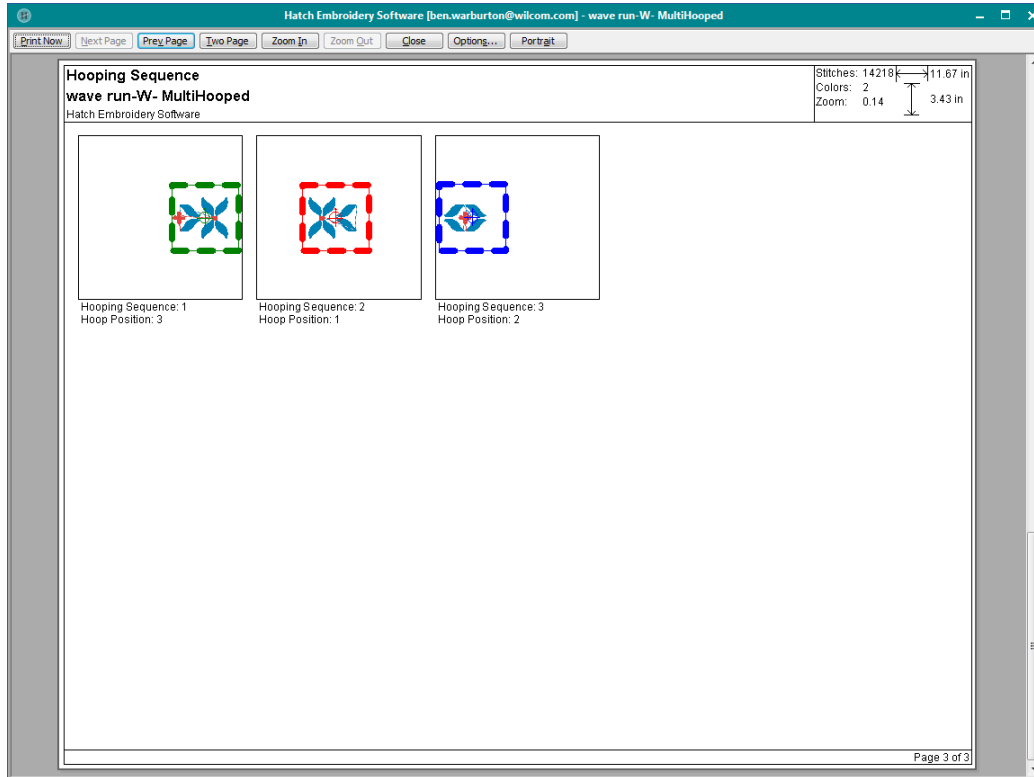 Hatch Embroidery Software [ben.warburton@wilcom.com] - wave run-W- MultiHooped
Print Now Next Page Prev Page Two Page Zoom In Zoom Out Close Options... Portrait
Hooping Sequence
wave run-W- MultiHooped
Hatch Embroidery Software
Stitches: 14218 11.67 in
Colors: 2
Zoom: 0.14 3.43 in
Hooping Sequence: 1
Hoop Position: 3
Hooping Sequence: 2
Hoop Position: 1
Hooping Sequence: 3
Hoop Position: 2
Page 3 of 3